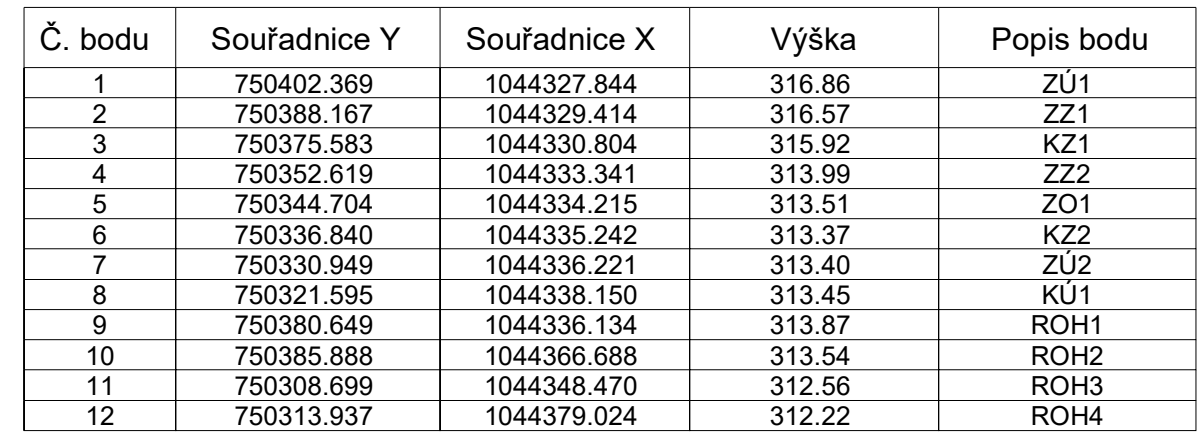 Č. bodu Souřadnice Y Souřadnice X Výška Popis bodu
1 750402.369 1044327.844 316.86 ZÚ1
2 750388.167 1044329.414 316.57 ZZ1
3 750375.583 1044330.804 315.92 KZ1
4 750352.619 1044333.341 313.99 ZZ2
5 750344.704 1044334.215 313.51 ZO1
6 750336.840 1044335.242 313.37 KZ2
7 750330.949 1044336.221 313.40 ZÚ2
8 750321.595 1044338.150 313.45 KÚ1
9 750380.649 1044336.134 313.87 ROH1
10 750385.888 1044366.688 313.54 ROH2
11 750308.699 1044348.470 312.56 ROH3
12 750313.937 1044379.024 312.22 ROH4